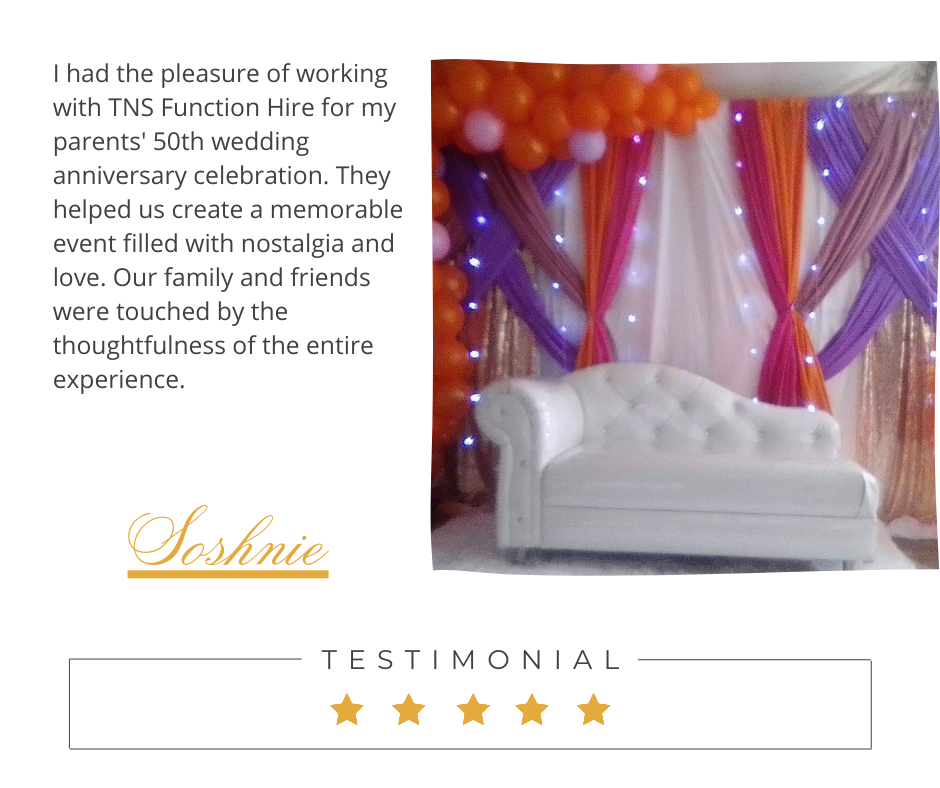 I had the pleasure of working
with TNS Function Hire for my
parents' 50th wedding
anniversary celebration. They
helped us create a memorable
event filled with nostalgia and
love. Our family and friends
were touched by the
thoughtfulness of the entire
experience.
Soshnie
TESTIMONIAL